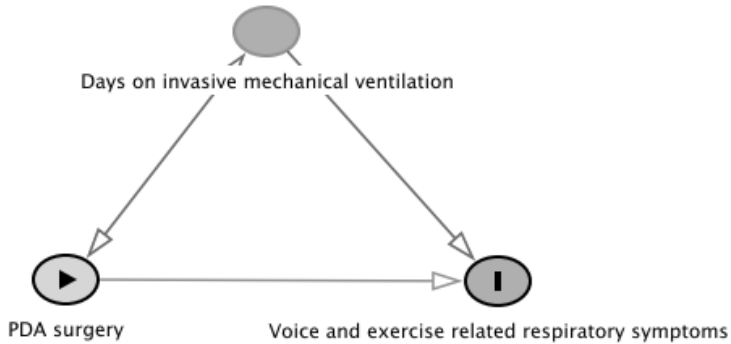 Days on invasive mechanical ventilation
PDA surgery
Voice and exercise related respiratory symptoms